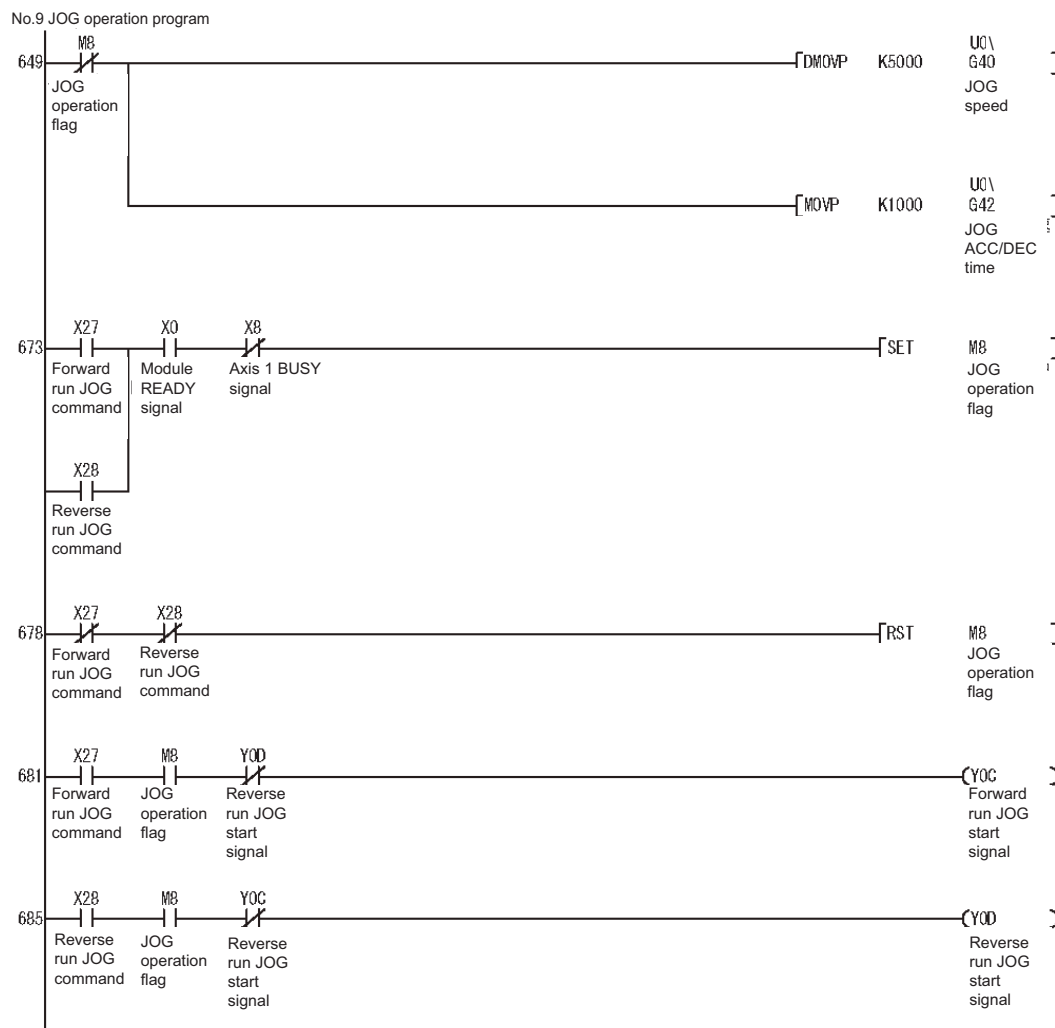 No.9 JOG operation program
M8
649
DMOVP K5000 U0\
G40
JOG
operation
flag
JOG
speed
MOVP K1000 U0\
G42
JOG
ACC/DEC
time
X27 X0 X8
673
SET M8
Forward
run JOG
command
Module
READY
signal
Axis 1 BUSY
signal
JOG
operation
flag
X28
Reverse
run JOG
command
X27 X28
678
RST M8
Forward
run JOG
command
Reverse
run JOG
command
JOG
operation
flag
X27 M8 Y0D
681
Y0C
Forward
run JOG
command
JOG
operation
flag
Reverse
run JOG
start
signal
Forward
run JOG
start
signal
X28 M8 Y0C
685
Y0D
Reverse
run JOG
command
JOG
operation
flag
Reverse
run JOG
start
signal
Reverse
run JOG
start
signal